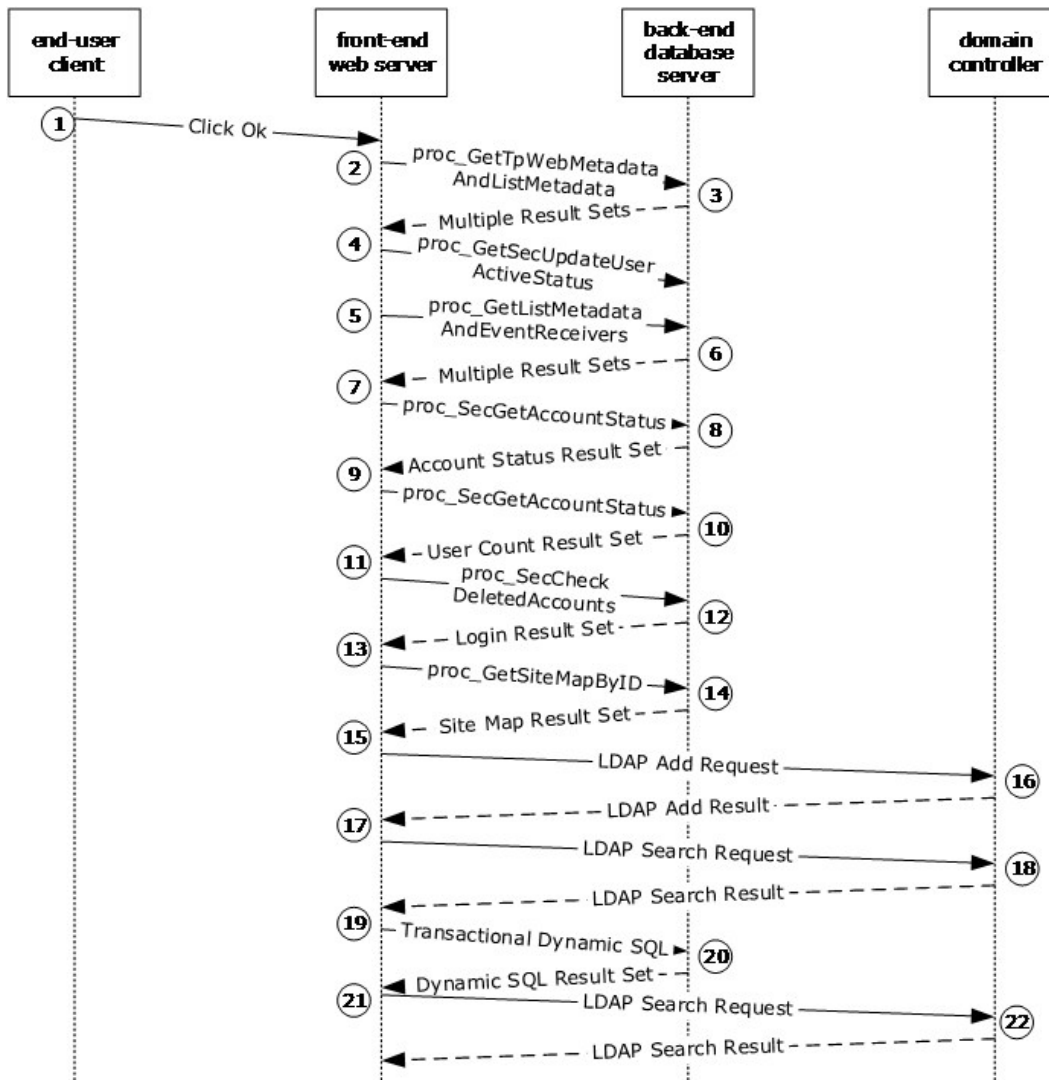 end-user
client
front-end
web server
back-end
database
server
domain
controller
1
Click Ok
2
proc_GetTpWebMetadata
AndListMetadata
3
Multiple Result Sets
4
proc_GetSecUpdateUser
ActiveStatus
5
proc_GetListMetadata
AndEventReceivers
6
Multiple Result Sets
7
proc_SecGetAccountStatus
8
Account Status Result Set
9
proc_SecGetAccountStatus
10
User Count Result Set
11
proc_SecCheck
DeletedAccounts
12
Login Result Set
13
proc_GetSiteMapByID
14
Site Map Result Set
15
LDAP Add Request
16
LDAP Add Result
17
LDAP Search Request
18
LDAP Search Result
19
Transactional Dynamic SQL
20
Dynamic SQL Result Set
21
LDAP Search Request
22
LDAP Search Result